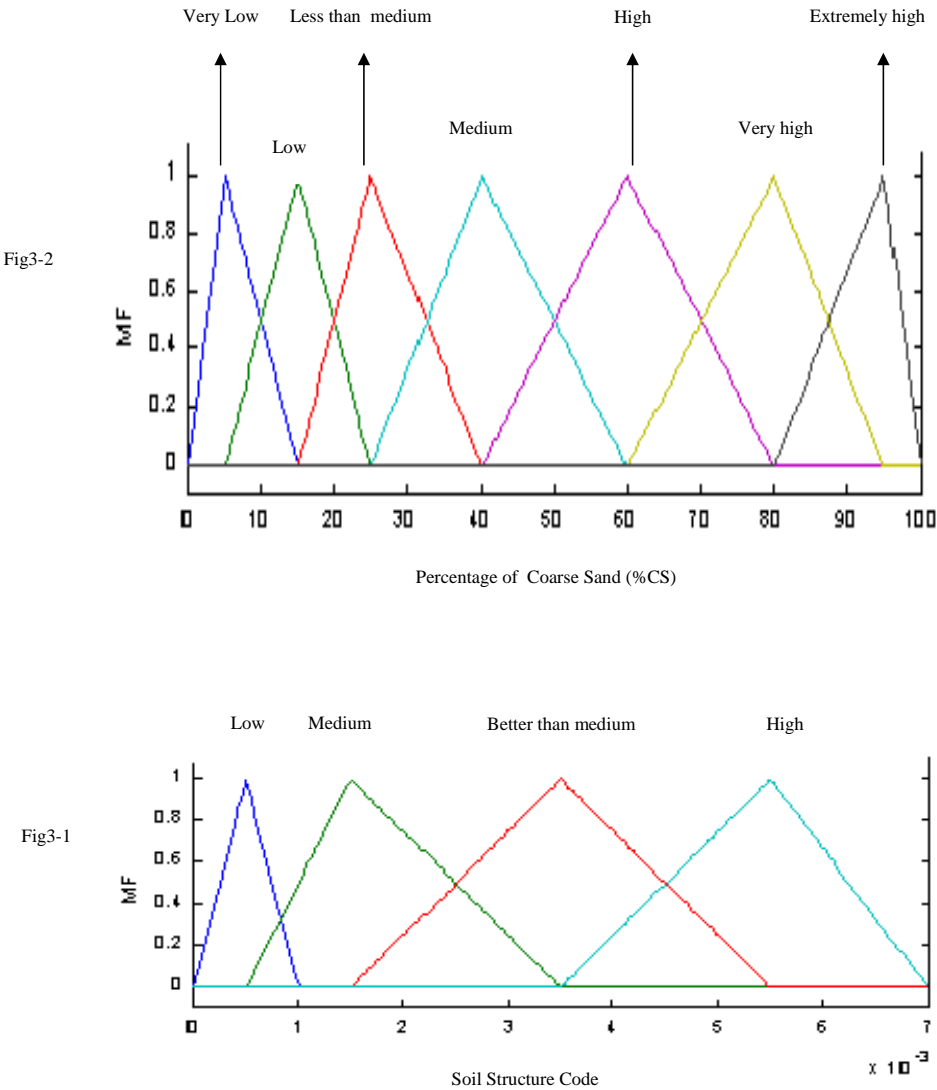 Very Low Less than medium High Extremely high
Medium Very high
Low
1
0.8
Fig3-2
0.6
MF
0.4
0.2
0
0 10 20 30 40 50 60 70 80 90 100
Percentage of Coarse Sand (%CS)
Low Medium Better than medium High
1
0.8
Fig3-1
0.6
MF
0.4
0.2
0
0 1 2 3 4 5 6 7
x 10-3
Soil Structure Code